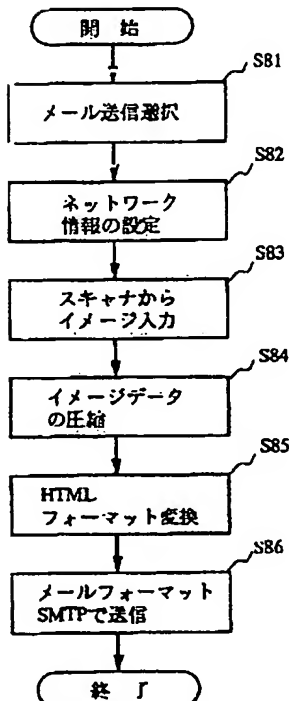 開 始
S81
メール送信選択
S82
ネットワーク
情報の設定
S83
スキャナから
イメージ入力
S84
イメージデータ
の圧縮
S85
HTML
フォーマット変換
S86
メールフォーマット
SMTPで送信
終 了